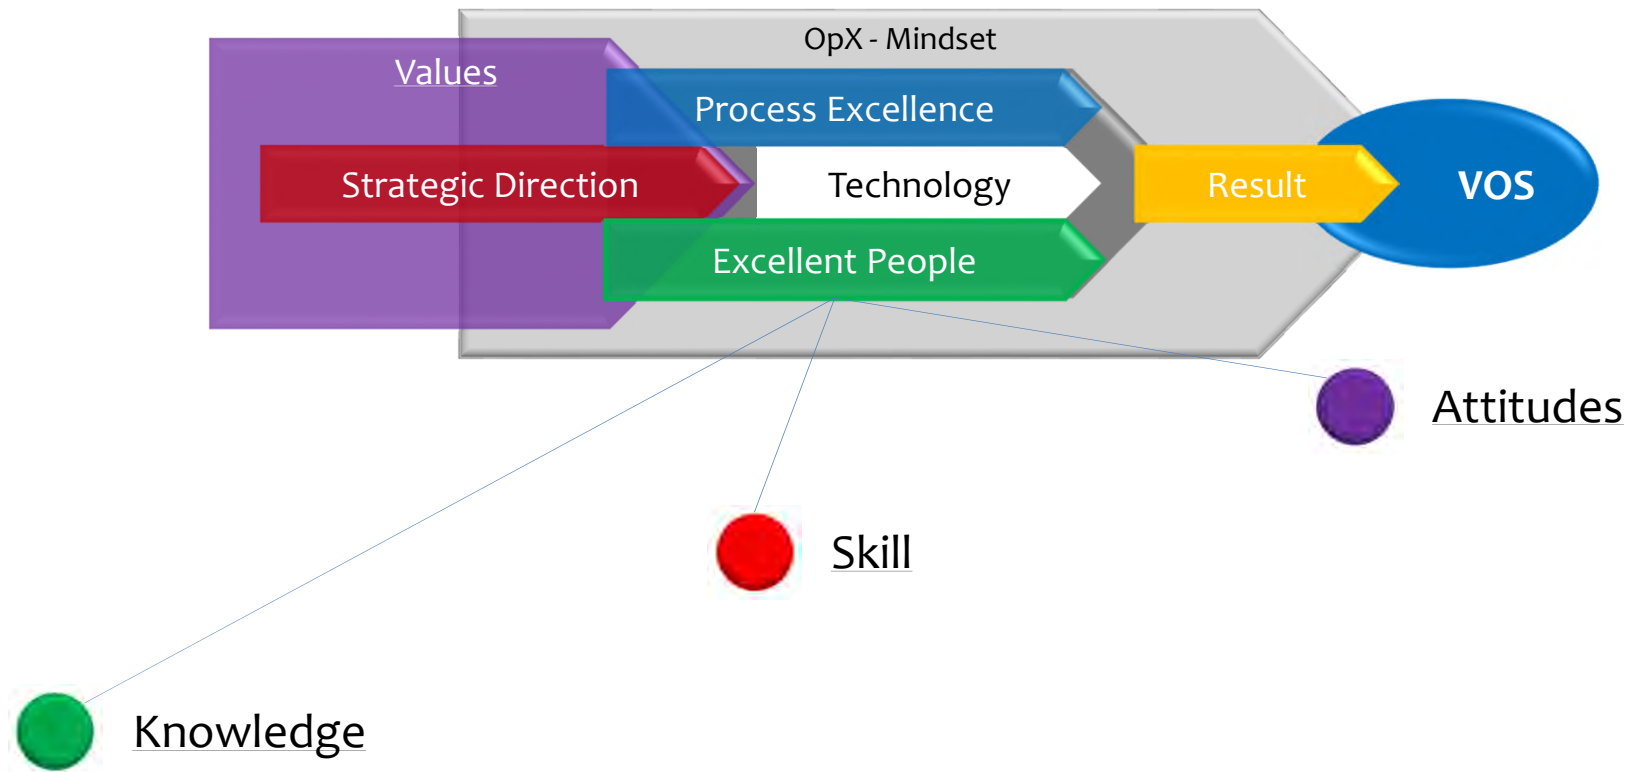 OpX - Mindset
Values
Process Excellence
Strategic Direction
Technology
Result
VOS
Excellent People
Attitudes
Skill
Knowledge